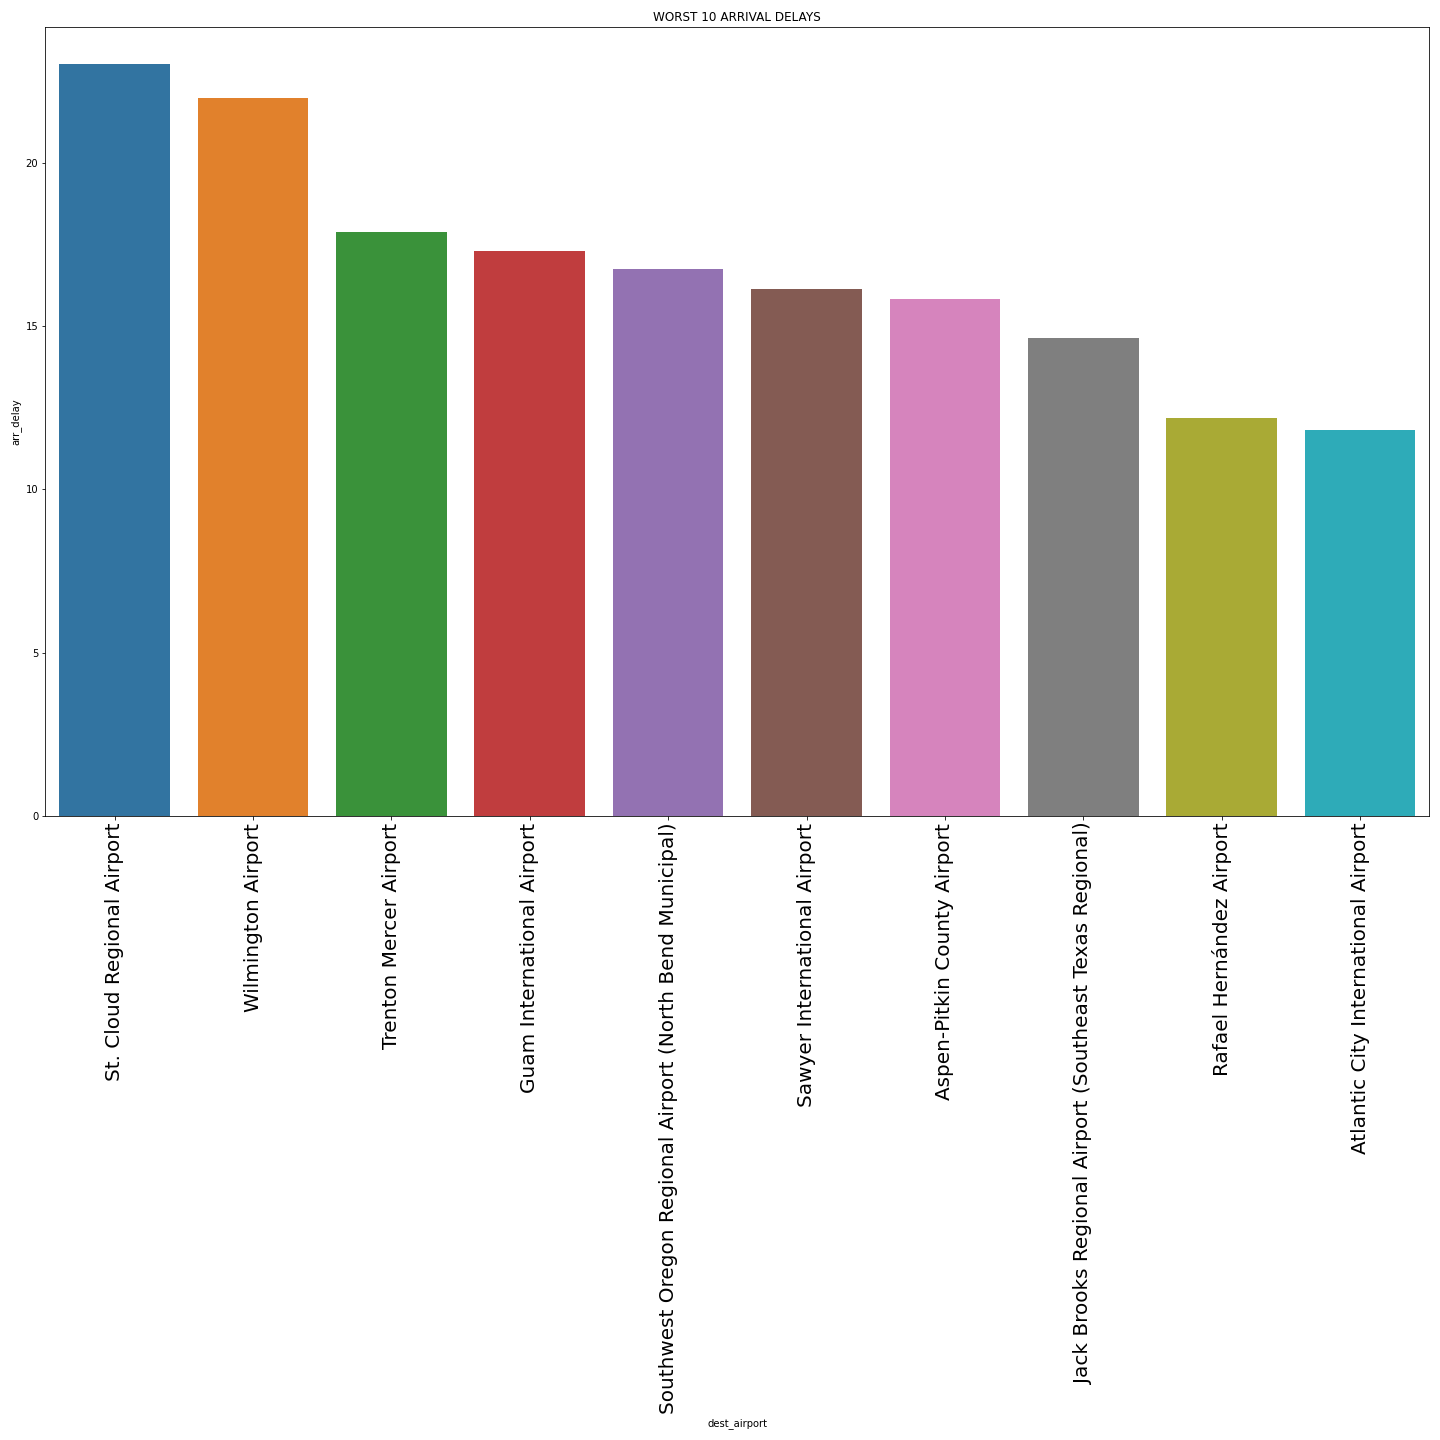 WORST 10 ARRIVAL DELAYS
arr_delay
20
15
10
5
0
St. Cloud Regional Airport
Wilmington Airport
Trenton Mercer Airport
Guam International Airport
Southwest Oregon Regional Airport (North Bend Municipal)
Sawyer International Airport
Aspen-Pitkin County Airport
Jack Brooks Regional Airport (Southeast Texas Regional)
Rafael Hernández Airport
Atlantic City International Airport
dest_airport